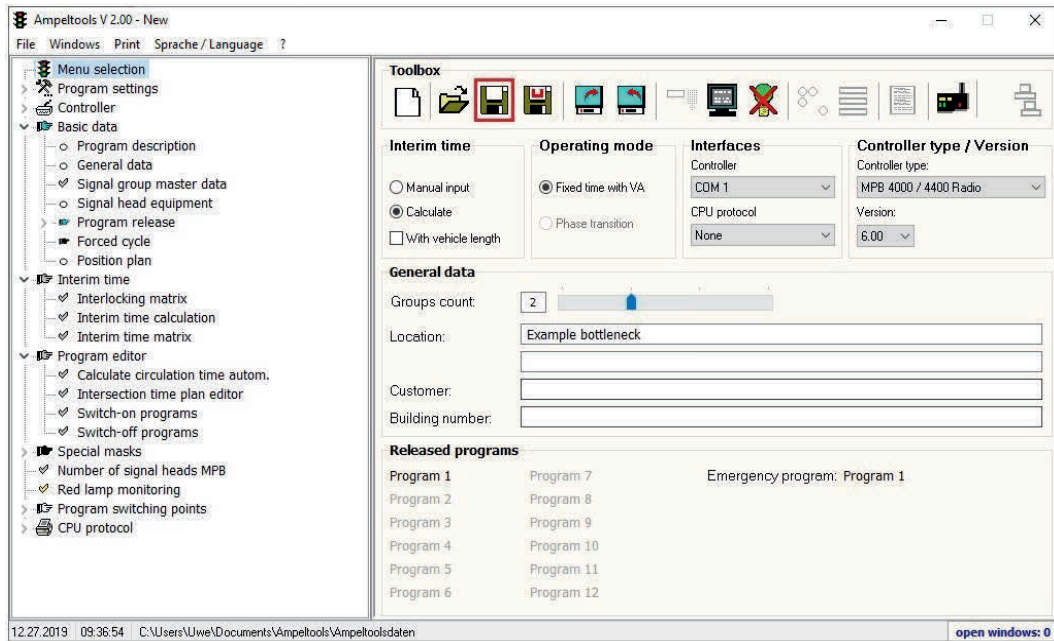 Ampeltools V 2.00 - New
File Windows Print Sprache / Language ?
Menu selection
Program settings
Controller
Basic data
Program description
General data
Signal group master data
Signal head equipment
Program release
Forced cycle
Position plan
Interim time
Interlocking matrix
Interim time calculation
Interim time matrix
Program editor
Calculate circulation time autom.
Intersection time plan editor
Switch-on programs
Switch-off programs
Special masks
Number of signal heads MPB
Red lamp monitoring
Program switching points
CPU protocol
Toolbox
Interim time
Manual input
Calculate
With vehicle length
Operating mode
Fixed time with VA
Phase transition
Interfaces
Controller
COM 1
CPU protocol
None
Controller type / Version
Controller type:
MPB 4000 / 4400 Radio
Version:
6.00
General data
Groups count: 2
Location: Example bottleneck
Customer:
Building number:
Released programs
Program 1 Program 7 Emergency program: Program 1
Program 2 Program 8
Program 3 Program 9
Program 4 Program 10
Program 5 Program 11
Program 6 Program 12
12.27.2019 09:36:54 C:\Users\Uwe\Documents\Ampeltools\Ampeltoolsdaten open windows: 0